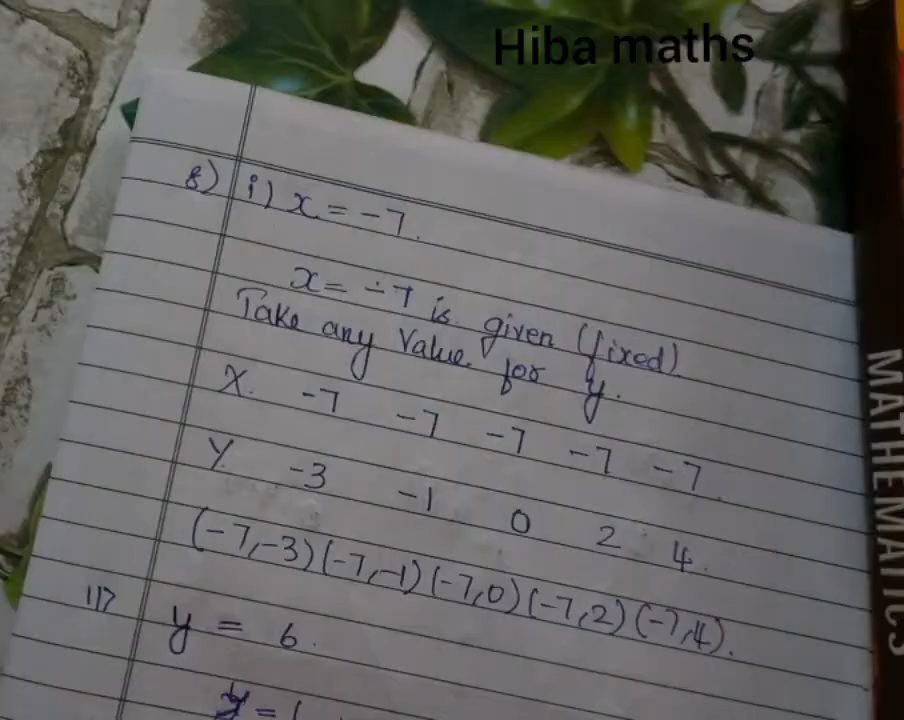 Hiba maths
8) i) x = -7.
x = -7 is given (fixed)
Take any Value for y.
X. -7 -7 -7 -7 -7.
Y. -3 -1 0 2 4.
(-7,-3) (-7,-1) (-7,0) (-7,2) (-7,4).
ii) y = 6.
MATHEMATICS